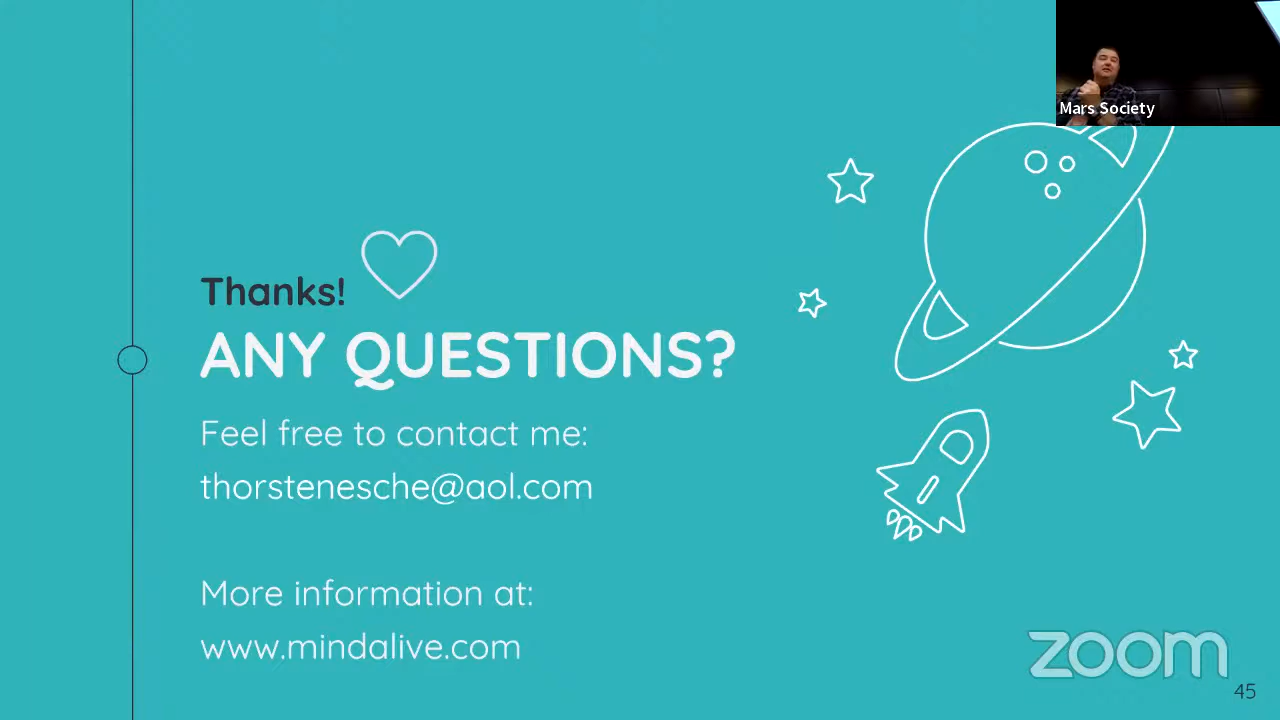 Mars Society
Thanks!
ANY QUESTIONS?
Feel free to contact me:
thorstenesche@aol.com
More information at:
www.mindalive.com
zoom
45